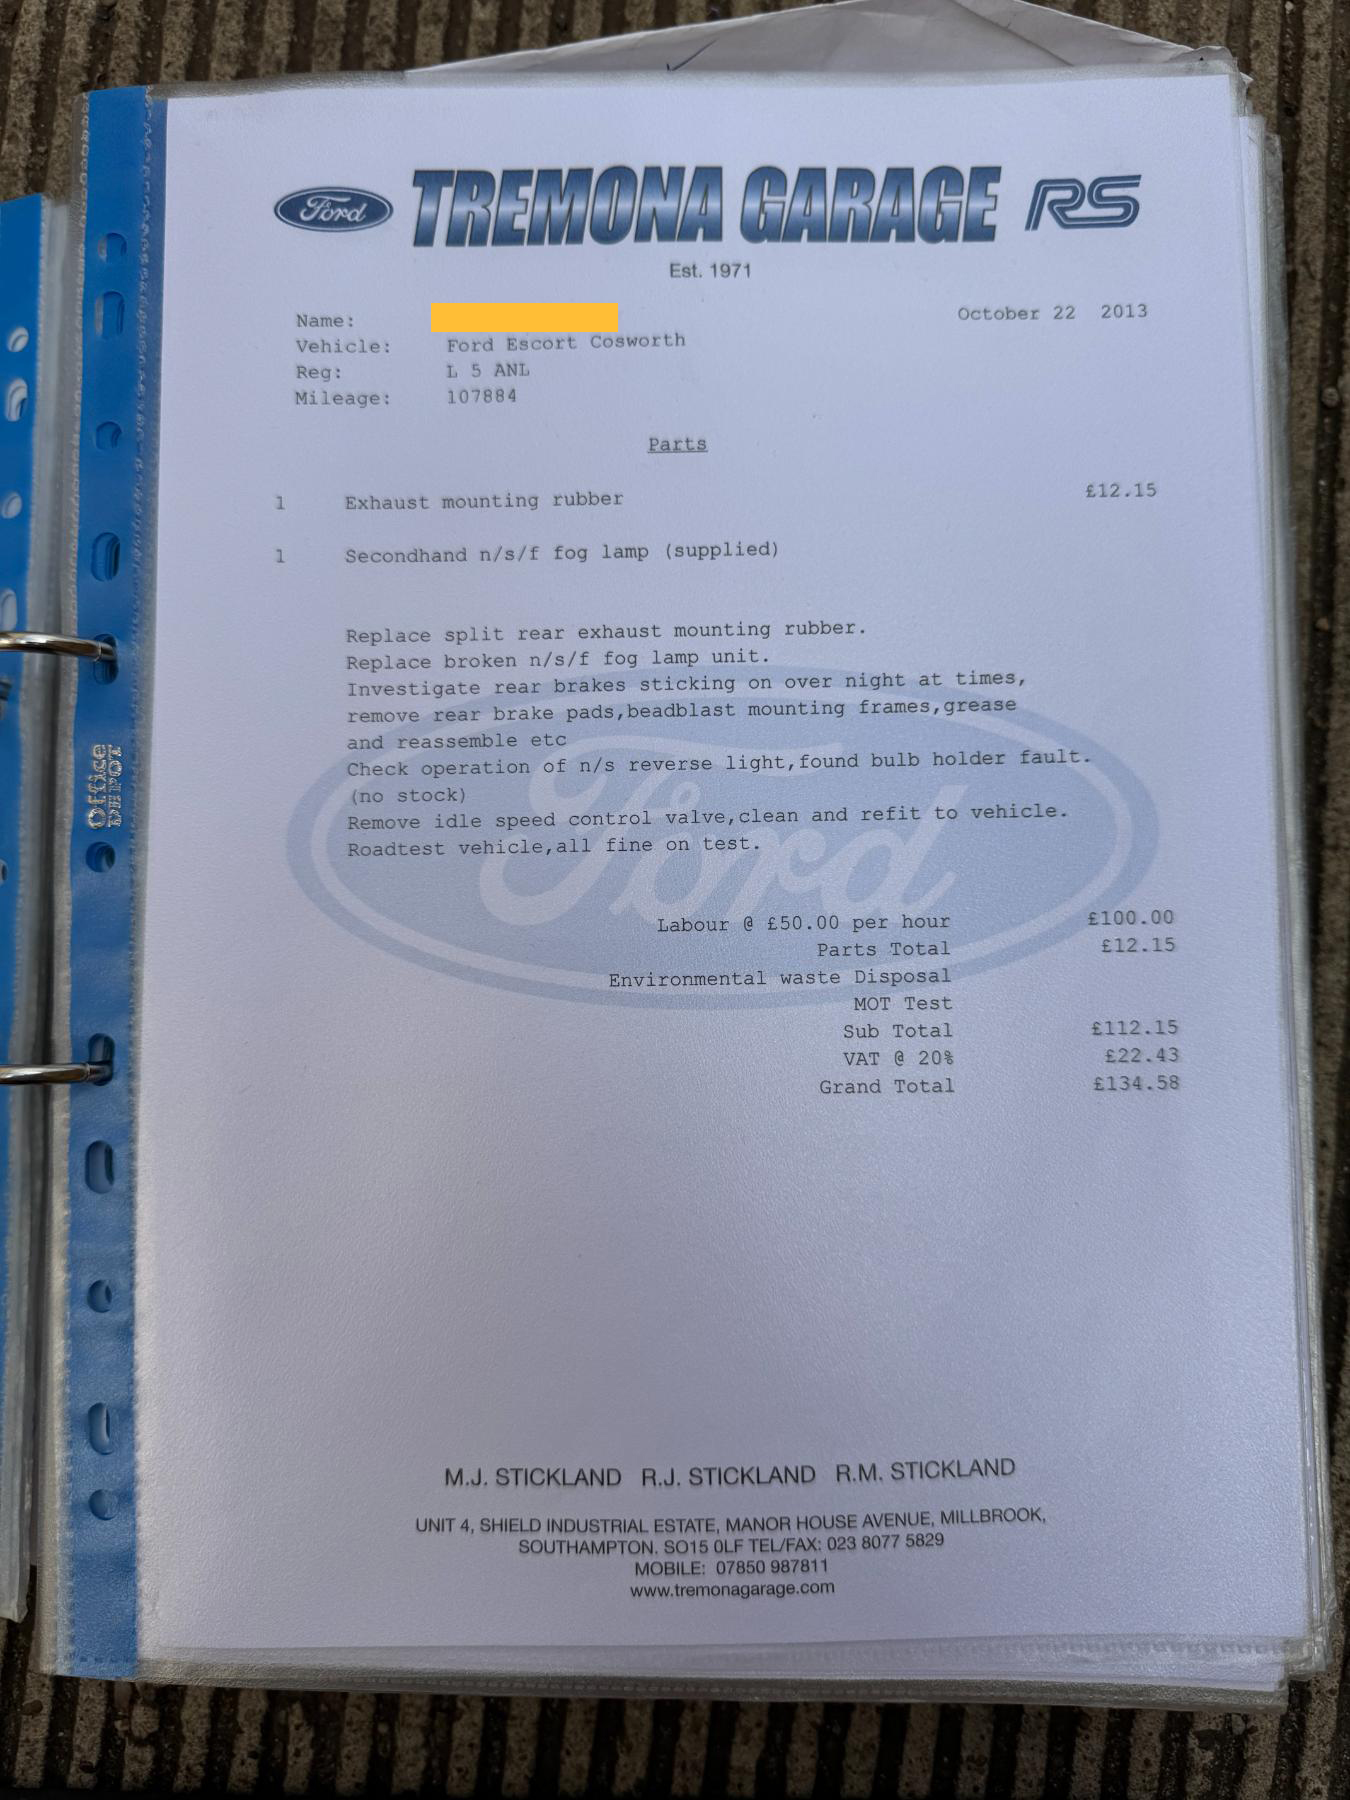 Ford TREMONA GARAGE RS
Est. 1971
Name:
October 22 2013
Vehicle: Ford Escort Cosworth
Reg: L 5 ANL
Mileage: 107884
Parts
1 Exhaust mounting rubber £12.15
1 Secondhand n/s/f fog lamp (supplied)
Replace split rear exhaust mounting rubber.
Replace broken n/s/f fog lamp unit.
Investigate rear brakes sticking on over night at times,
remove rear brake pads,beadblast mounting frames,grease
and reassemble etc
Check operation of n/s reverse light,found bulb holder fault.
(no stock)
Remove idle speed control valve,clean and refit to vehicle.
Roadtest vehicle,all fine on test.
Ford
Labour @ £50.00 per hour £100.00
Parts Total £12.15
Environmental waste Disposal
MOT Test
Sub Total £112.15
VAT @ 20% £22.43
Grand Total £134.58
M.J. STICKLAND R.J. STICKLAND R.M. STICKLAND
UNIT 4, SHIELD INDUSTRIAL ESTATE, MANOR HOUSE AVENUE, MILLBROOK,
SOUTHAMPTON. SO15 0LF TEL/FAX: 023 8077 5829
MOBILE: 07850 987811
www.tremonagarage.com
Office
DEPOT